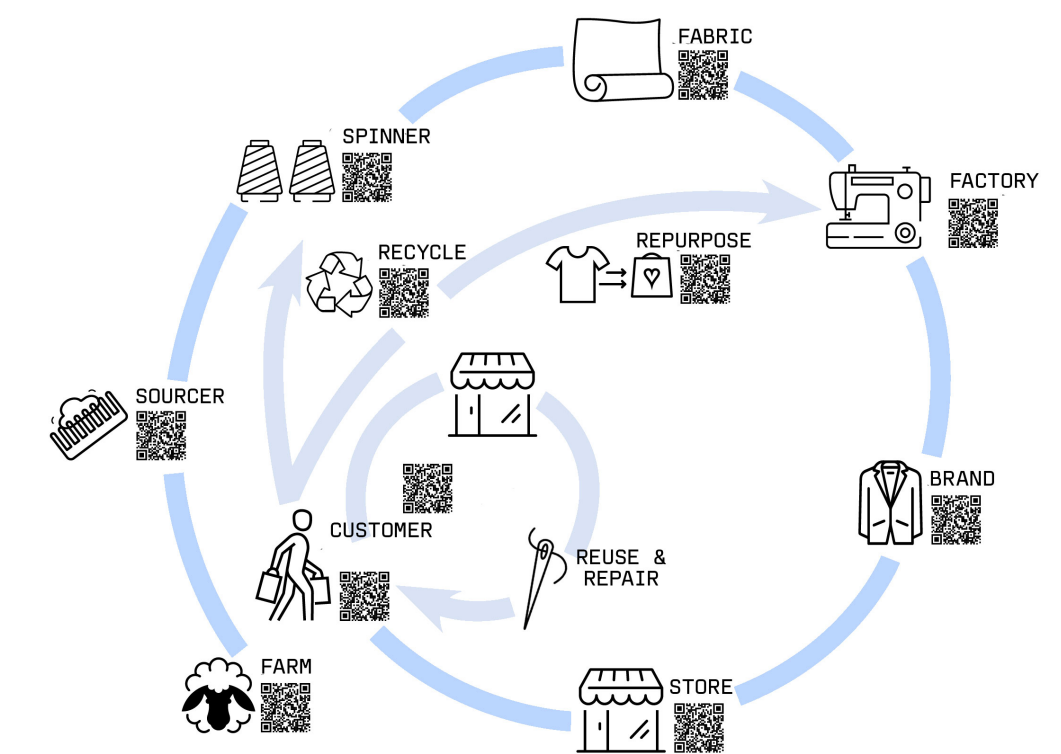 FABRIC
SPINNER
FACTORY
REPURPOSE
RECYCLE
SOURCER
BRAND
CUSTOMER
REUSE &
REPAIR
FARM
STORE